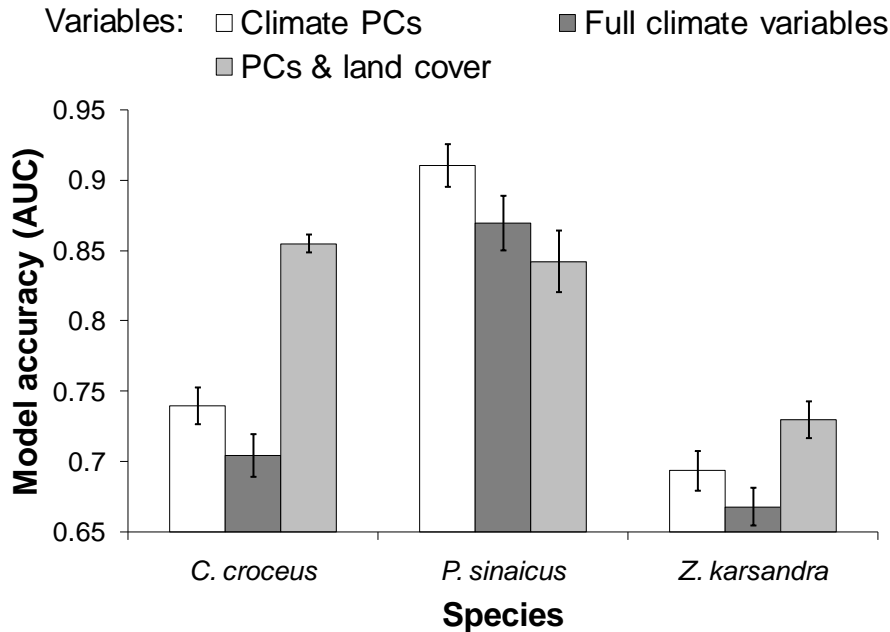 Variables: Climate PCs Full climate variables
PCs & land cover
Model accuracy (AUC)
0.95
0.9
0.85
0.8
0.75
0.7
0.65
C. croceus P. sinaicus Z. karsandra
Species